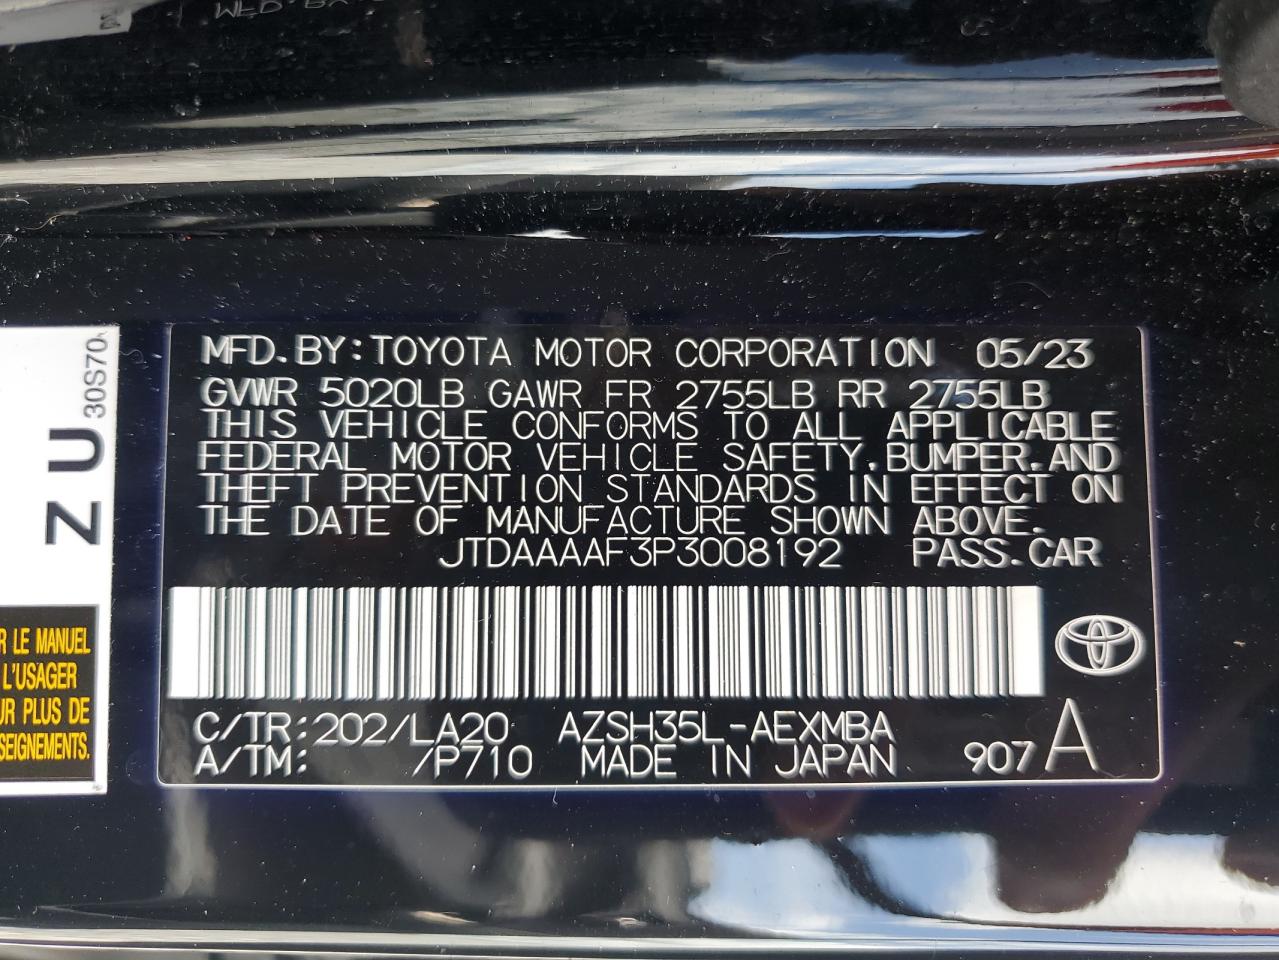 MFD.BY:TOYOTA MOTOR CORPORATION 05/23
GVWR 5020LB GAWR FR 2755LB RR 2755LB
THIS VEHICLE CONFORMS TO ALL APPLICABLE
FEDERAL MOTOR VEHICLE SAFETY,BUMPER,AND
THEFT PREVENTION STANDARDS IN EFFECT ON
THE DATE OF MANUFACTURE SHOWN ABOVE.
JTDAAAAF3P3008192 PASS.CAR
C/TR:202/LA20 AZSH35L-AEXMBA
A/TM: /P710 MADE IN JAPAN 907 A
ZU
30S70
R LE MANUEL
L'USAGER
UR PLUS DE
SEIGNEMENTS.